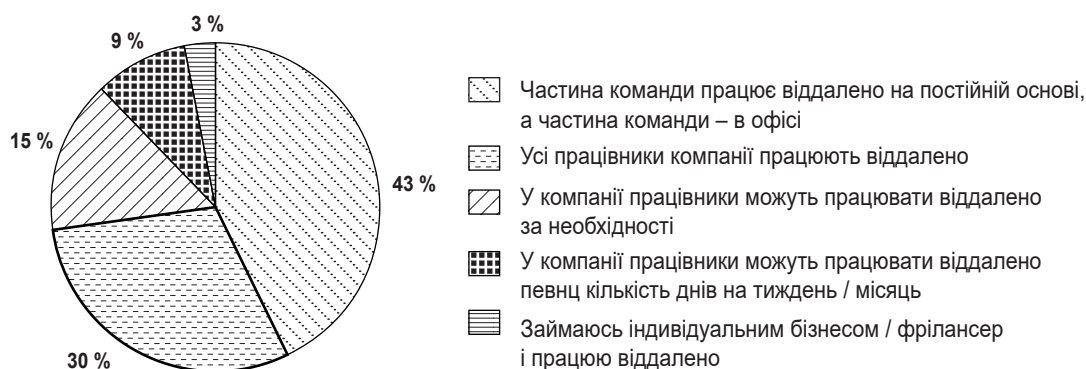 3 %
9 %
15 %
43 %
30 %
Частина команди працює віддалено на постійній основі,
а частина команди – в офісі
Усі працівники компанії працюють віддалено
У компанії працівники можуть працювати віддалено
за необхідності
У компанії працівники можуть працювати віддалено
певнц кількість днів на тиждень / місяць
Займаюсь індивідуальним бізнесом / фрілансер
і працюю віддалено